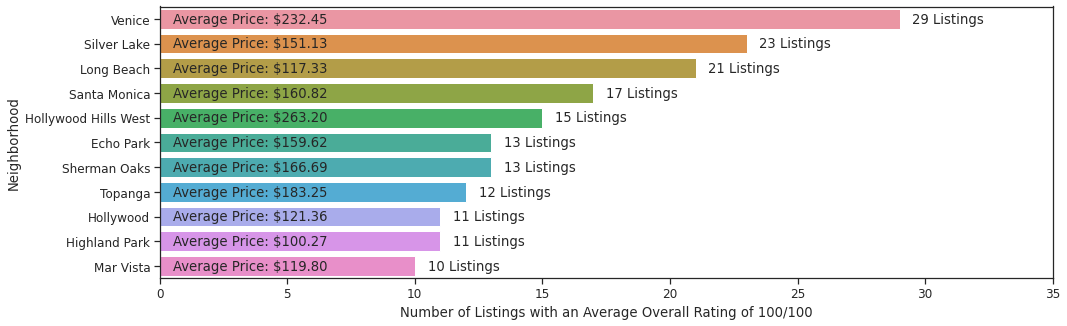 Neighborhood
Venice Average Price: $232.45 29 Listings
Silver Lake Average Price: $151.13 23 Listings
Long Beach Average Price: $117.33 21 Listings
Santa Monica Average Price: $160.82 17 Listings
Hollywood Hills West Average Price: $263.20 15 Listings
Echo Park Average Price: $159.62 13 Listings
Sherman Oaks Average Price: $166.69 13 Listings
Topanga Average Price: $183.25 12 Listings
Hollywood Average Price: $121.36 11 Listings
Highland Park Average Price: $100.27 11 Listings
Mar Vista Average Price: $119.80 10 Listings
0 5 10 15 20 25 30 35
Number of Listings with an Average Overall Rating of 100/100